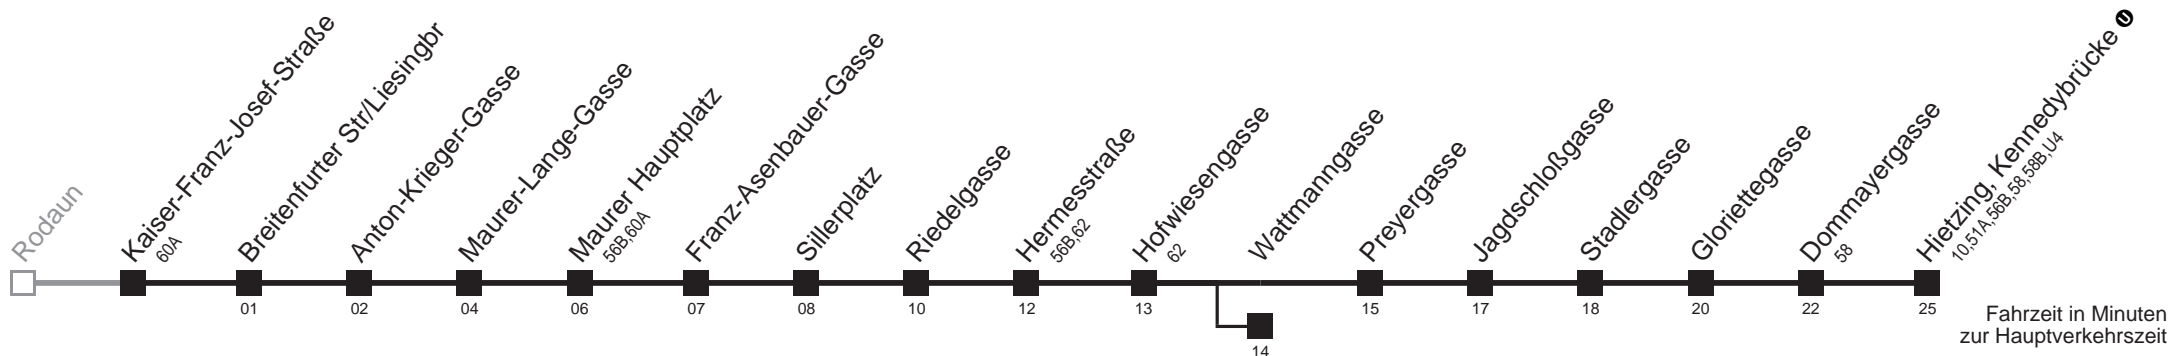 Rodaun
Kaiser-Franz-Josef-Straße
60A
Breitenfurter Str/Liesingbr
01
Anton-Krieger-Gasse
02
Maurer-Lange-Gasse
04
Maurer Hauptplatz
56B,60A
06
Franz-Asenbauer-Gasse
07
Sillerplatz
08
Riedelgasse
10
Hermesstraße
56B,62
12
Hofwiesengasse
62
13
Wattmanngasse
14
Preyergasse
15
Jagdschloßgasse
17
Stadlergasse
18
Gloriettegasse
20
Dommayergasse
58
22
Hietzing, Kennedybrücke U
10,51A,56B,58,58B,U4
25
Fahrzeit in Minuten
zur Hauptverkehrszeit